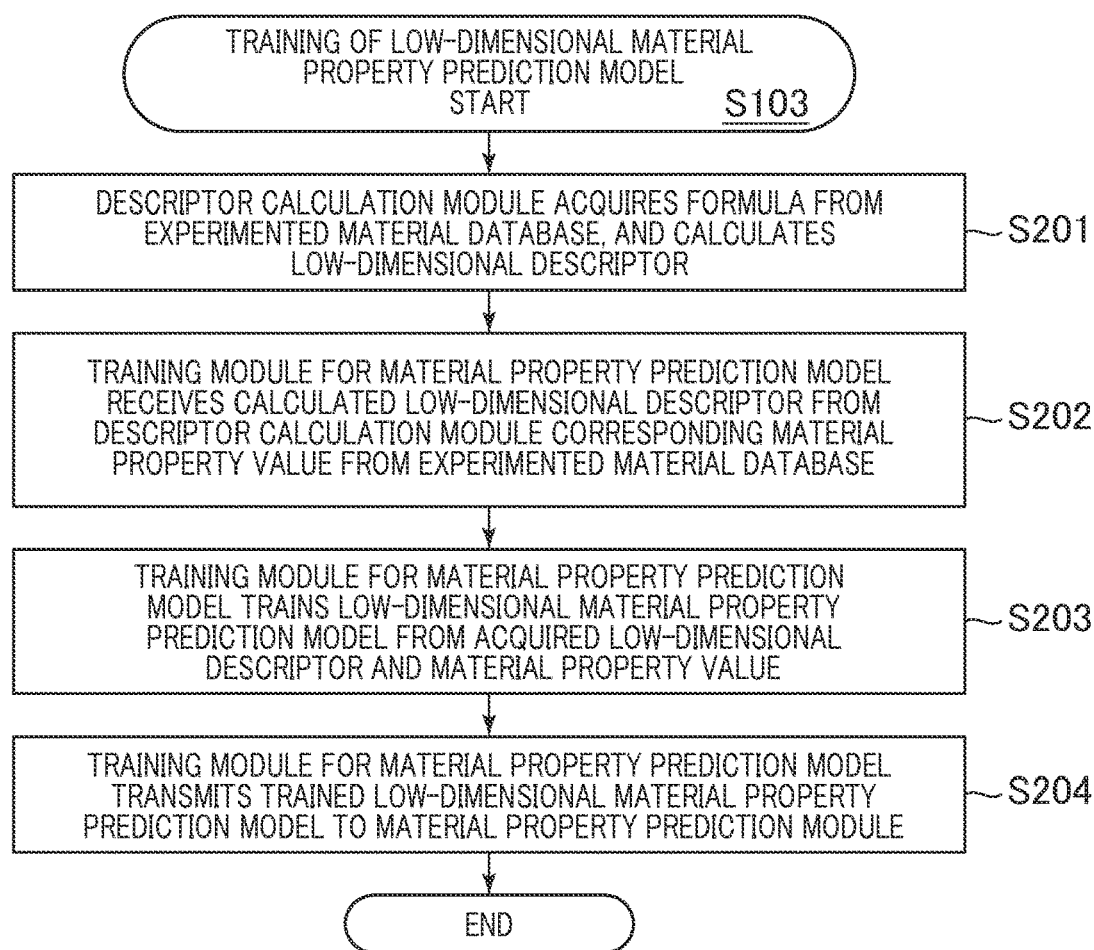 TRAINING OF LOW-DIMENSIONAL MATERIAL
PROPERTY PREDICTION MODEL
START
S103
DESCRIPTOR CALCULATION MODULE ACQUIRES FORMULA FROM
EXPERIMENTED MATERIAL DATABASE, AND CALCULATES
LOW-DIMENSIONAL DESCRIPTOR
S201
TRAINING MODULE FOR MATERIAL PROPERTY PREDICTION MODEL
RECEIVES CALCULATED LOW-DIMENSIONAL DESCRIPTOR FROM
DESCRIPTOR CALCULATION MODULE CORRESPONDING MATERIAL
PROPERTY VALUE FROM EXPERIMENTED MATERIAL DATABASE
S202
TRAINING MODULE FOR MATERIAL PROPERTY PREDICTION
MODEL TRAINS LOW-DIMENSIONAL MATERIAL PROPERTY
PREDICTION MODEL FROM ACQUIRED LOW-DIMENSIONAL
DESCRIPTOR AND MATERIAL PROPERTY VALUE
S203
TRAINING MODULE FOR MATERIAL PROPERTY PREDICTION MODEL
TRANSMITS TRAINED LOW-DIMENSIONAL MATERIAL PROPERTY
PREDICTION MODEL TO MATERIAL PROPERTY PREDICTION MODULE
S204
END